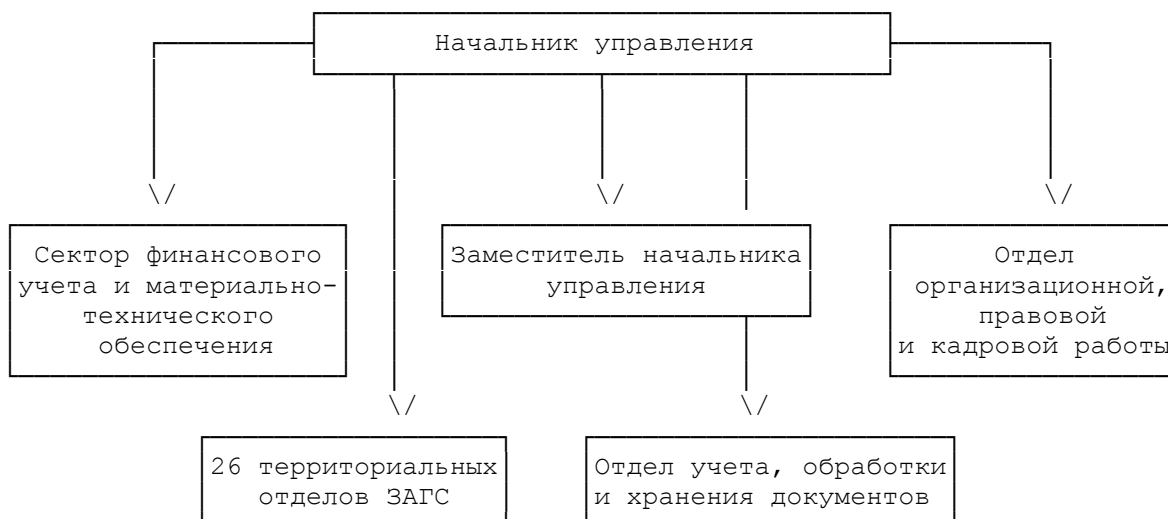 Начальник управления
Сектор финансового
учета и материально-
технического
обеспечения
Заместитель начальника
управления
Отдел
организационной,
правовой
и кадровой работы
26 территориальных
отделов ЗАГС
Отдел учета, обработки
и хранения документов